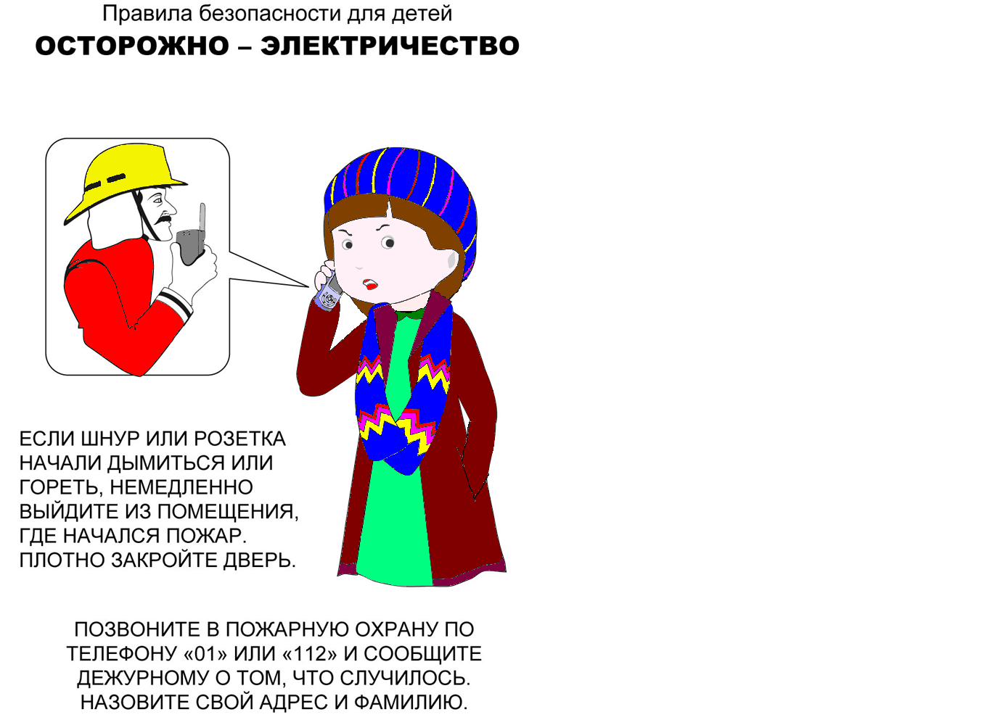 Правила безопасности для детей
ОСТОРОЖНО – ЭЛЕКТРИЧЕСТВО
ЕСЛИ ШНУР ИЛИ РОЗЕТКА
НАЧАЛИ ДЫМИТЬСЯ ИЛИ
ГОРЕТЬ, НЕМЕДЛЕННО
ВЫЙДИТЕ ИЗ ПОМЕЩЕНИЯ,
ГДЕ НАЧАЛСЯ ПОЖАР.
ПЛОТНО ЗАКРОЙТЕ ДВЕРЬ.
ПОЗВОНИТЕ В ПОЖАРНУЮ ОХРАНУ ПО
ТЕЛЕФОНУ «01» ИЛИ «112» И СООБЩИТЕ
ДЕЖУРНОМУ О ТОМ, ЧТО СЛУЧИЛОСЬ.
НАЗОВИТЕ СВОЙ АДРЕС И ФАМИЛИЮ.